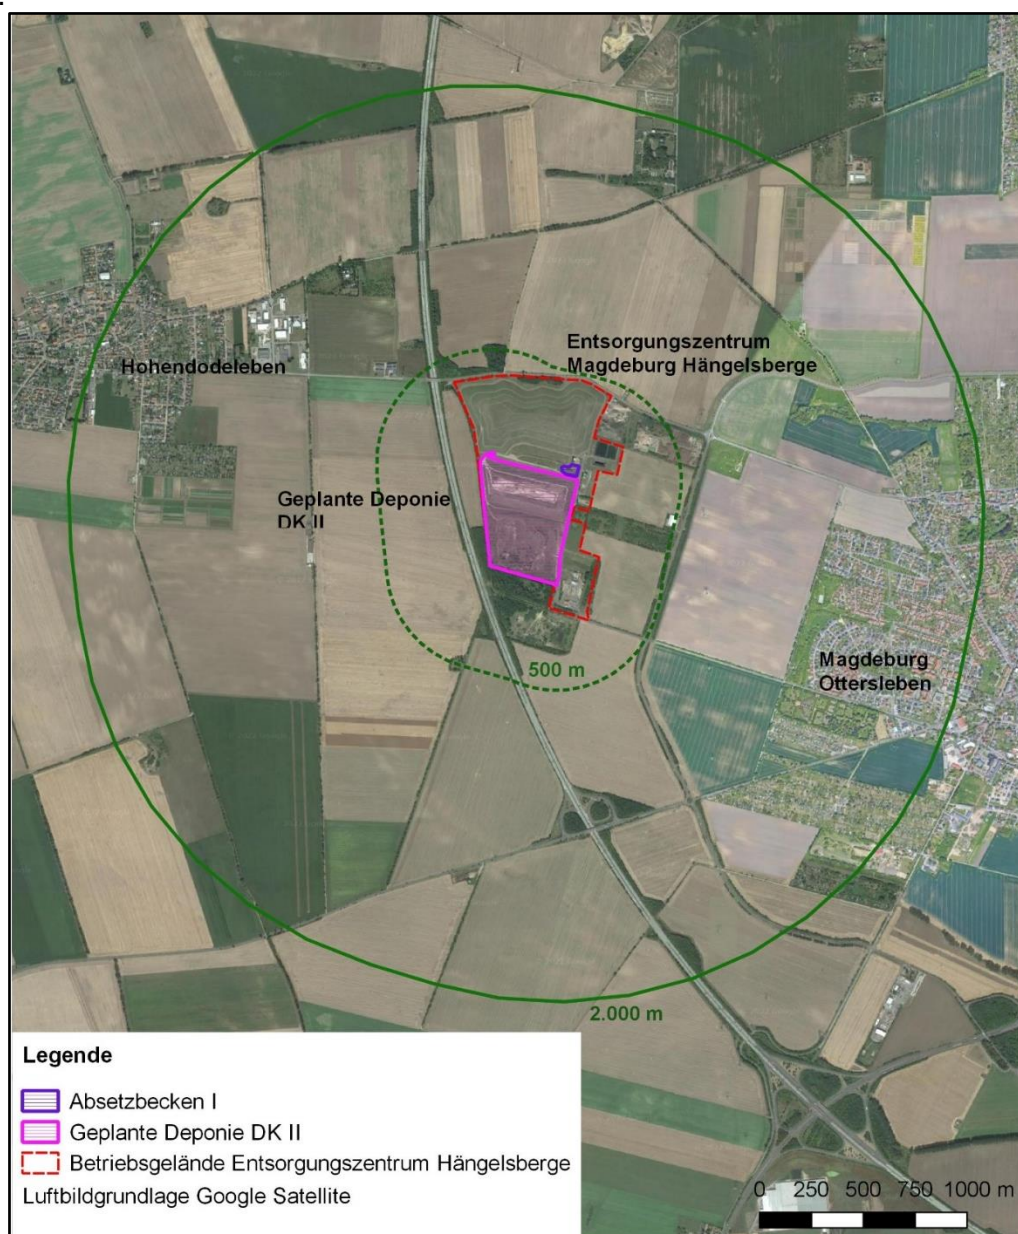 Entsorgungszentrum
Magdeburg Hängelsberge
Hohendodeleben
Geplante Deponie
DK II
500 m
Magdeburg
Ottersleben
2.000 m
Legende
Absetzbecken I
Geplante Deponie DK II
Betriebsgelände Entsorgungszentrum Hängelsberge
Luftbildgrundlage Google Satellite
0 250 500 750 1000 m